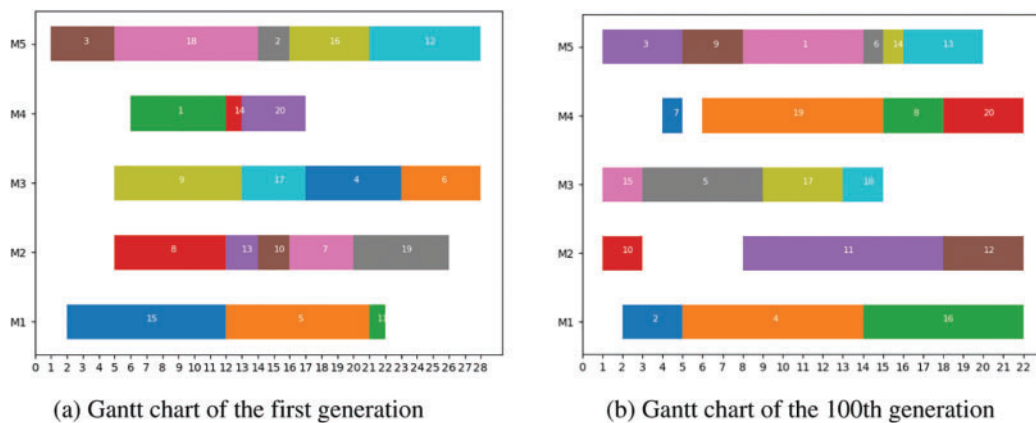 M5 3 18 2 16 12
M4 1 14 20
M3 9 17 4 6
M2 8 13 10 7 19
M1 15 5 11
0 1 2 3 4 5 6 7 8 9 10 11 12 13 14 15 16 17 18 19 20 21 22 23 24 25 26 27 28
(a) Gantt chart of the first generation
M5 3 9 1 6 14 13
M4 7 19 8 20
M3 15 5 17 18
M2 10 11 12
M1 2 4 16
0 1 2 3 4 5 6 7 8 9 10 11 12 13 14 15 16 17 18 19 20 21 22
(b) Gantt chart of the 100th generation